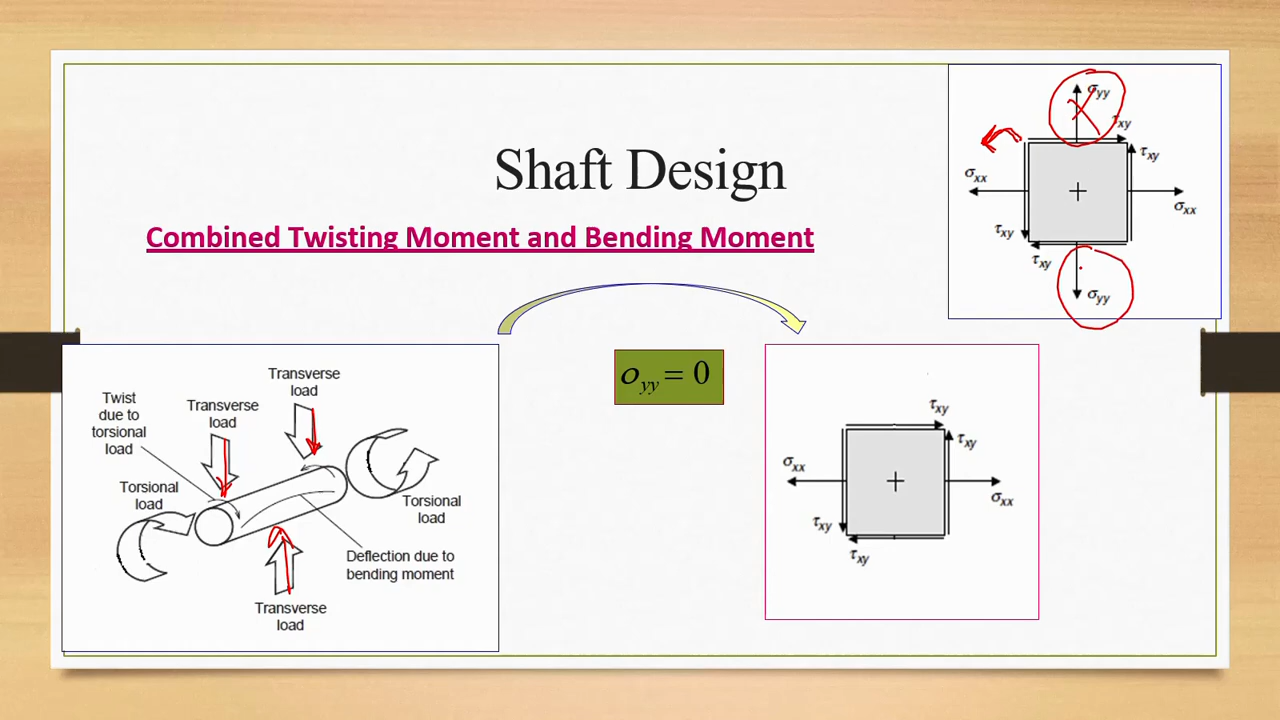 Shaft Design
Combined Twisting Moment and Bending Moment
σyy
τxy
τxy
σxx
σxx
τxy
τxy
σyy
σyy = 0
Transverse
load
Transverse
load
Twist
due to
torsional
load
Torsional
load
Torsional
load
Deflection due to
bending moment
Transverse
load
τxy
τxy
σxx
σxx
τxy
τxy